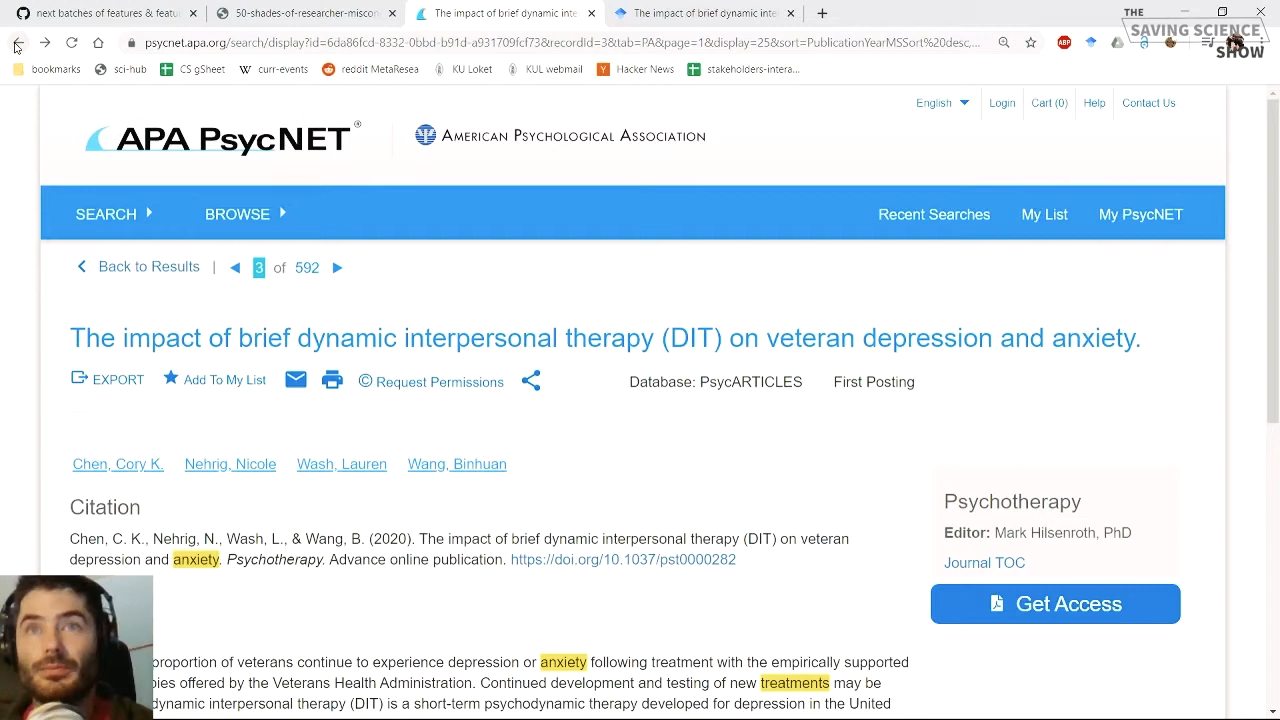 net latest batches of features &
50-shades-of-researcher-miscon
The impact of dynamic inte
The impact of brief dynamic inte
THE
SAVING SCIENCE
SHOW
ABP
bookmarks
sci-hub
CS gSheet
curr-events
reddit MetaResea
KU Loket
KUL webmail
Hacker News
English
Login
Cart (0)
Help
Contact Us
APA PsycNET®
AMERICAN PSYCHOLOGICAL ASSOCIATION
SEARCH
BROWSE
Recent Searches
My List
My PsycNET
Back to Results | 3 of 592
The impact of brief dynamic interpersonal therapy (DIT) on veteran depression and anxiety.
EXPORT
Add To My List
© Request Permissions
Database: PsycARTICLES
First Posting
Chen, Cory K.
Nehrig, Nicole
Wash, Lauren
Wang, Binhuan
Citation
Chen, C. K., Nehrig, N., Wash, L., & Wang, B. (2020). The impact of brief dynamic interpersonal therapy (DIT) on veteran
depression and anxiety. Psychotherapy. Advance online publication. https://doi.org/10.1037/pst0000282
Psychotherapy
Editor: Mark Hilsenroth, PhD
Journal TOC
Get Access
proportion of veterans continue to experience depression or anxiety following treatment with the empirically supported
pies offered by the Veterans Health Administration. Continued development and testing of new treatments may be
dynamic interpersonal therapy (DIT) is a short-term psychodynamic therapy developed for depression in the United